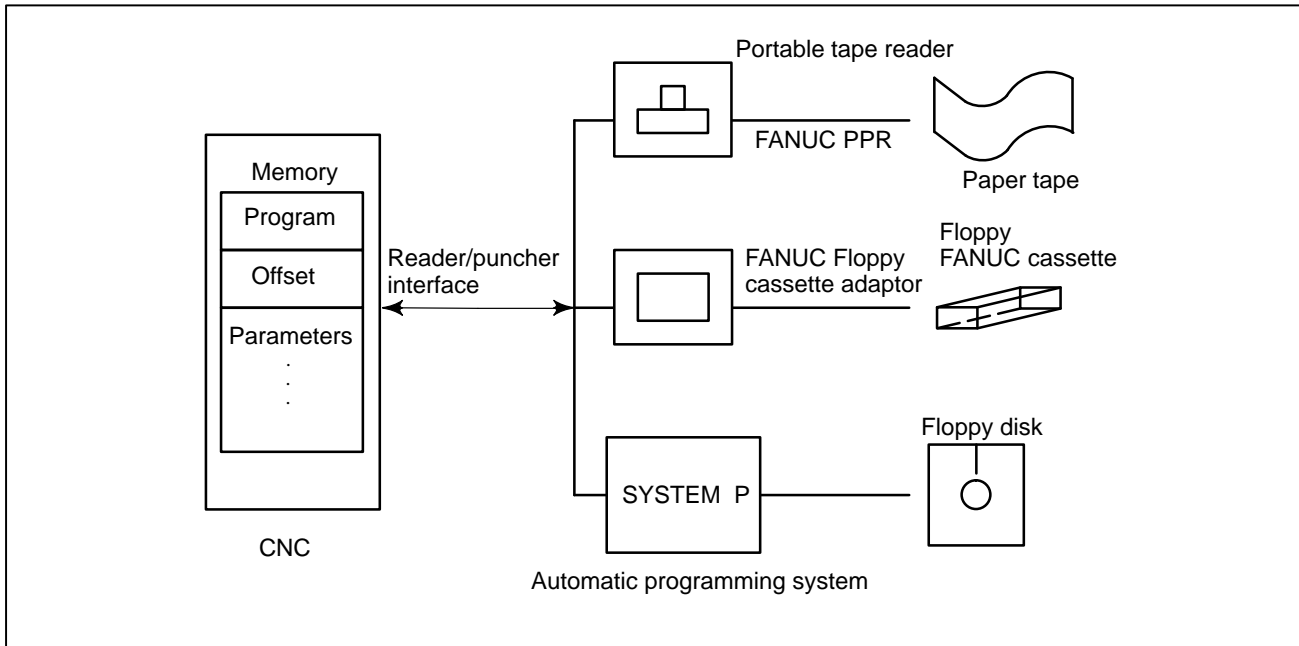 Portable tape reader
FANUC PPR
Paper tape
Memory
Program
Offset
Parameters
.
.
.
CNC
Reader/puncher
interface
FANUC Floppy
cassette adaptor
Floppy
FANUC cassette
SYSTEM P
Automatic programming system
Floppy disk